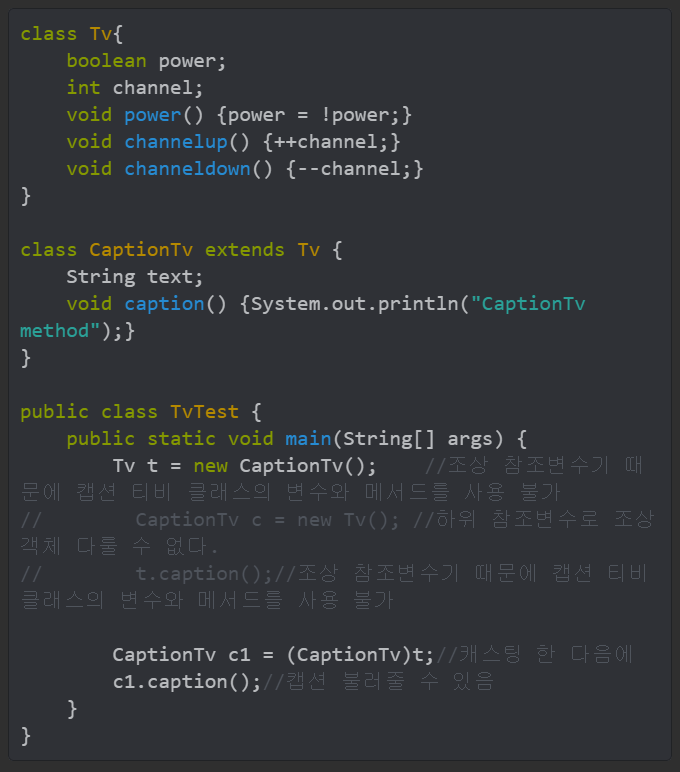 class Tv{
    boolean power;
    int channel;
    void power() {power = !power;}
    void channelup() {++channel;}
    void channeldown() {--channel;}
}

class CaptionTv extends Tv {
    String text;
    void caption() {System.out.println("CaptionTv
method");}
}

public class TvTest {
    public static void main(String[] args) {
        Tv t = new CaptionTv();    //조상 참조변수기 때
문에 캡션 티비 클래스의 변수와 메서드를 사용 불가
//        CaptionTv c = new Tv(); //하위 참조변수로 조상
객체 다룰 수 없다.
//        t.caption();//조상 참조변수기 때문에 캡션 티비
클래스의 변수와 메서드를 사용 불가

        CaptionTv c1 = (CaptionTv)t;//캐스팅 한 다음에
        c1.caption();//캡션 불러줄 수 있음
    }
}